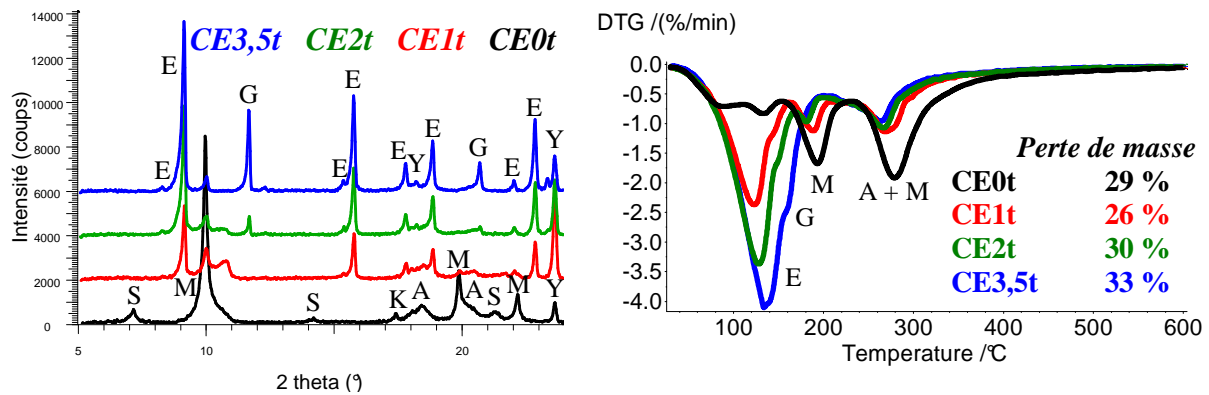 14000
12000
10000
8000
6000
4000
2000
0
Intensité (coups)
CE3,5t CE2t CE1t CE0t
E
E
G
E
E
E
Y
E
G
E
E
Y
S
M
S
K
A
M
A
S
M
Y
5 10 20
2 theta (°)
DTG /(%/min)
0.0
-0.5
-1.0
-1.5
-2.0
-2.5
-3.0
-3.5
-4.0
M
A + M
G
E
Perte de masse
CE0t 29 %
CE1t 26 %
CE2t 30 %
CE3,5t 33 %
100 200 300 400 500 600
Temperature /°C